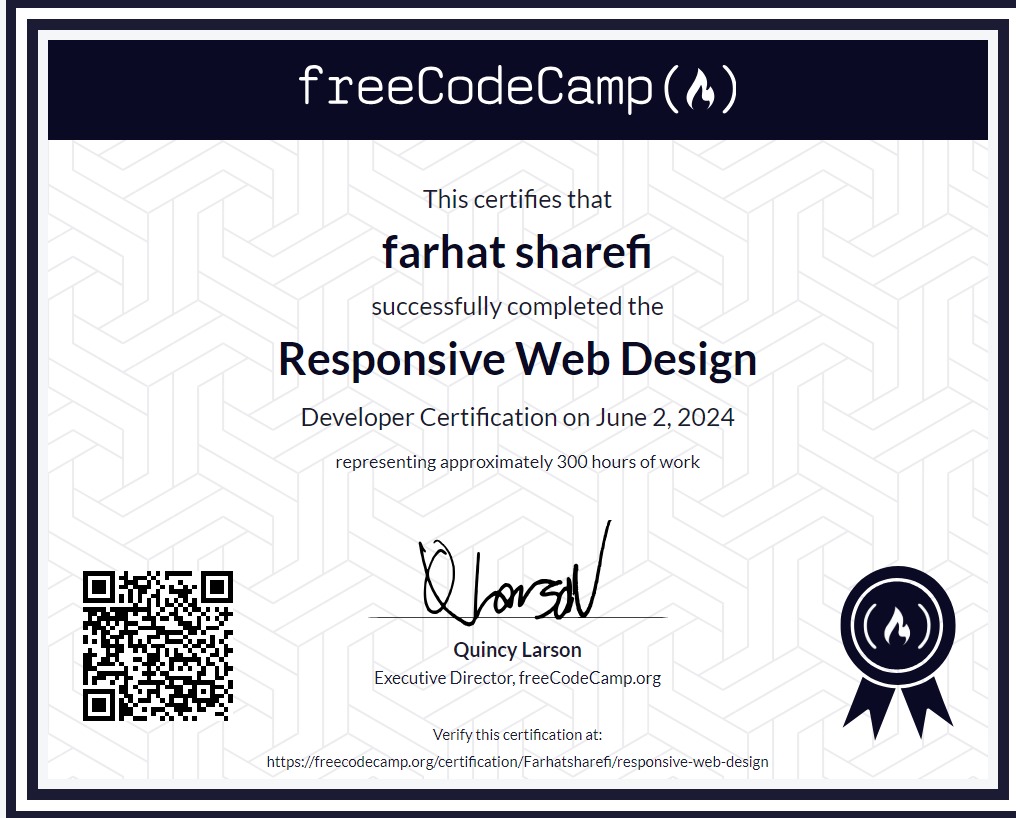 freeCodeCamp
This certifies that
farhat sharefi
successfully completed the
Responsive Web Design
Developer Certification on June 2, 2024
representing approximately 300 hours of work
Q Larson
Quincy Larson
Executive Director, freeCodeCamp.org
Verify this certification at:
https://freecodecamp.org/certification/Farhatsharefi/responsive-web-design